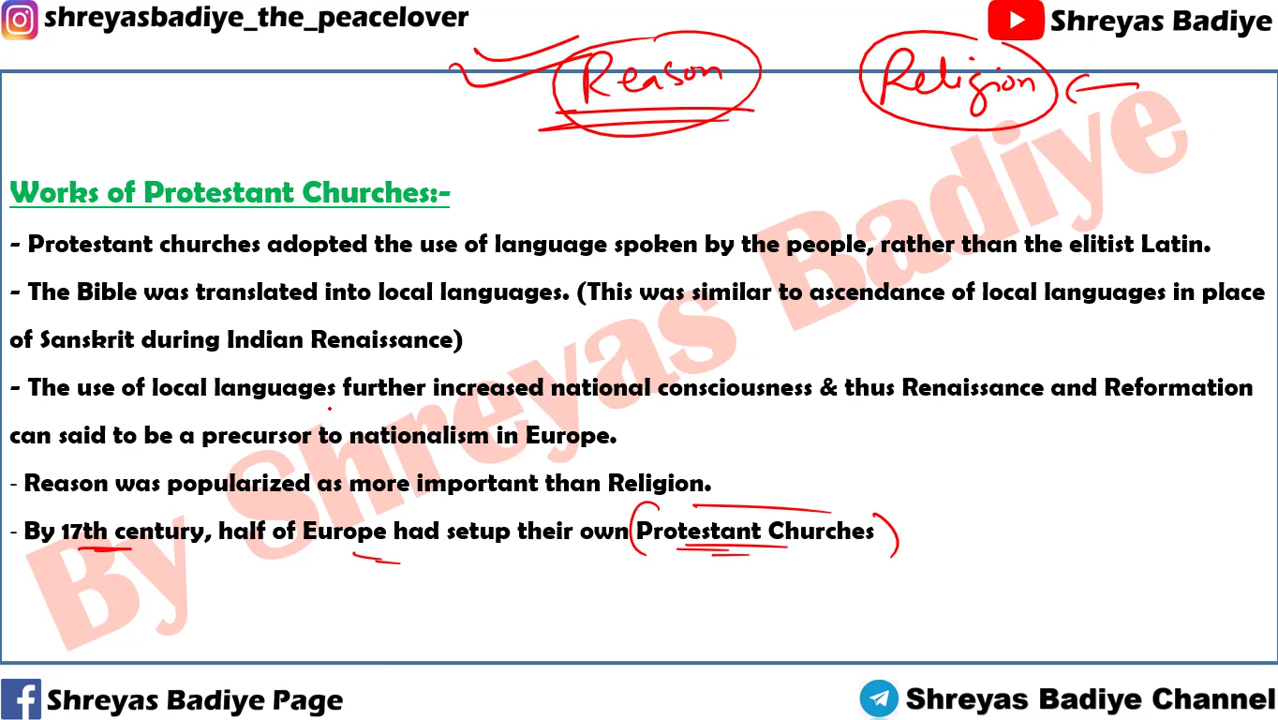 shreyasbadiye_the_peacelover
Shreyas Badiye
Reason
Religion
Works of Protestant Churches:-
- Protestant churches adopted the use of language spoken by the people, rather than the elitist Latin.
- The Bible was translated into local languages. (This was similar to ascendance of local languages in place
of Sanskrit during Indian Renaissance)
- The use of local languages further increased national consciousness & thus Renaissance and Reformation
can said to be a precursor to nationalism in Europe.
- Reason was popularized as more important than Religion.
- By 17th century, half of Europe had setup their own Protestant Churches
By Shreyas Badiye
Shreyas Badiye Page
Shreyas Badiye Channel